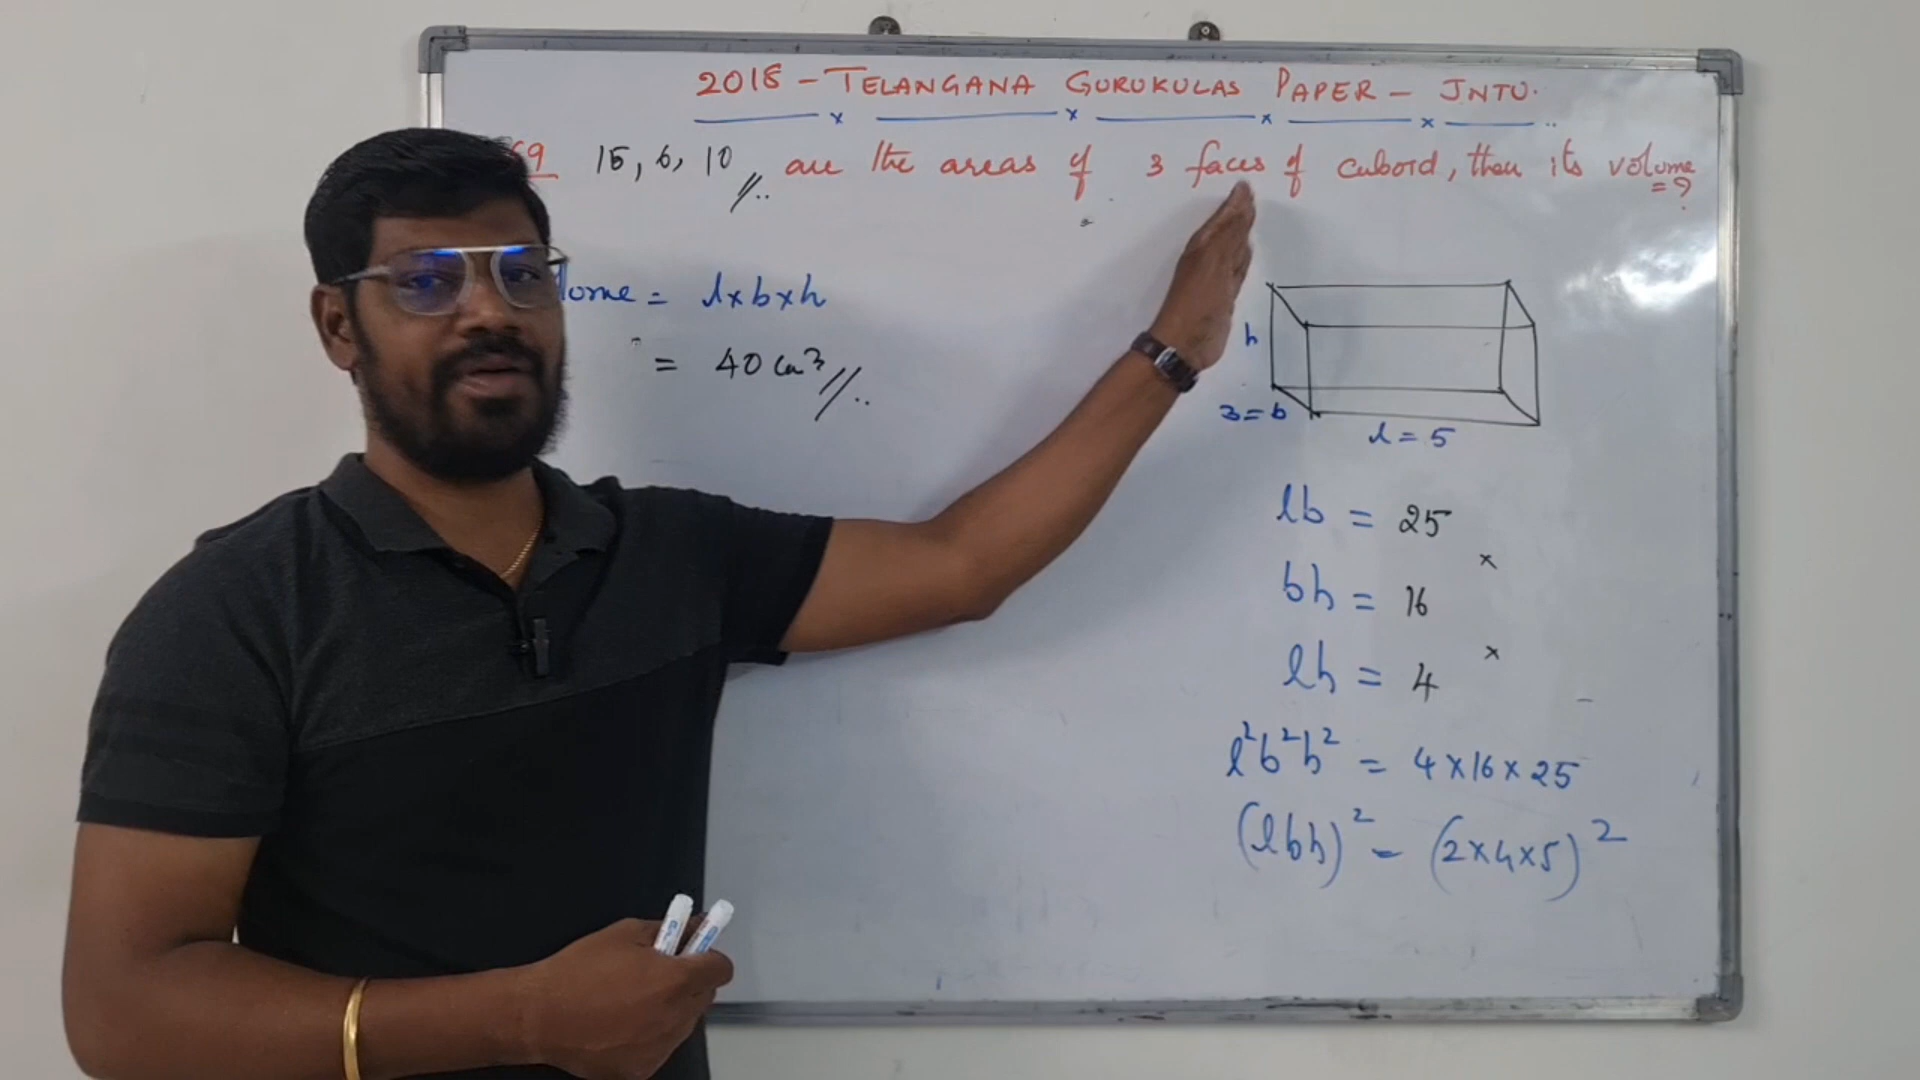 2018 - TELANGANA GURUKULAS PAPER - JNTU.
69 15, 6, 10 are the areas of 3 faces of cuboid, then its volume = ?
lume = l×b×h
= 40 cm³
h
3 = b
l = 5
lb = 25
×
bh = 16
×
lh = 4
l²b²h² = 4×16×25
(lbh)² = (2×4×5)²